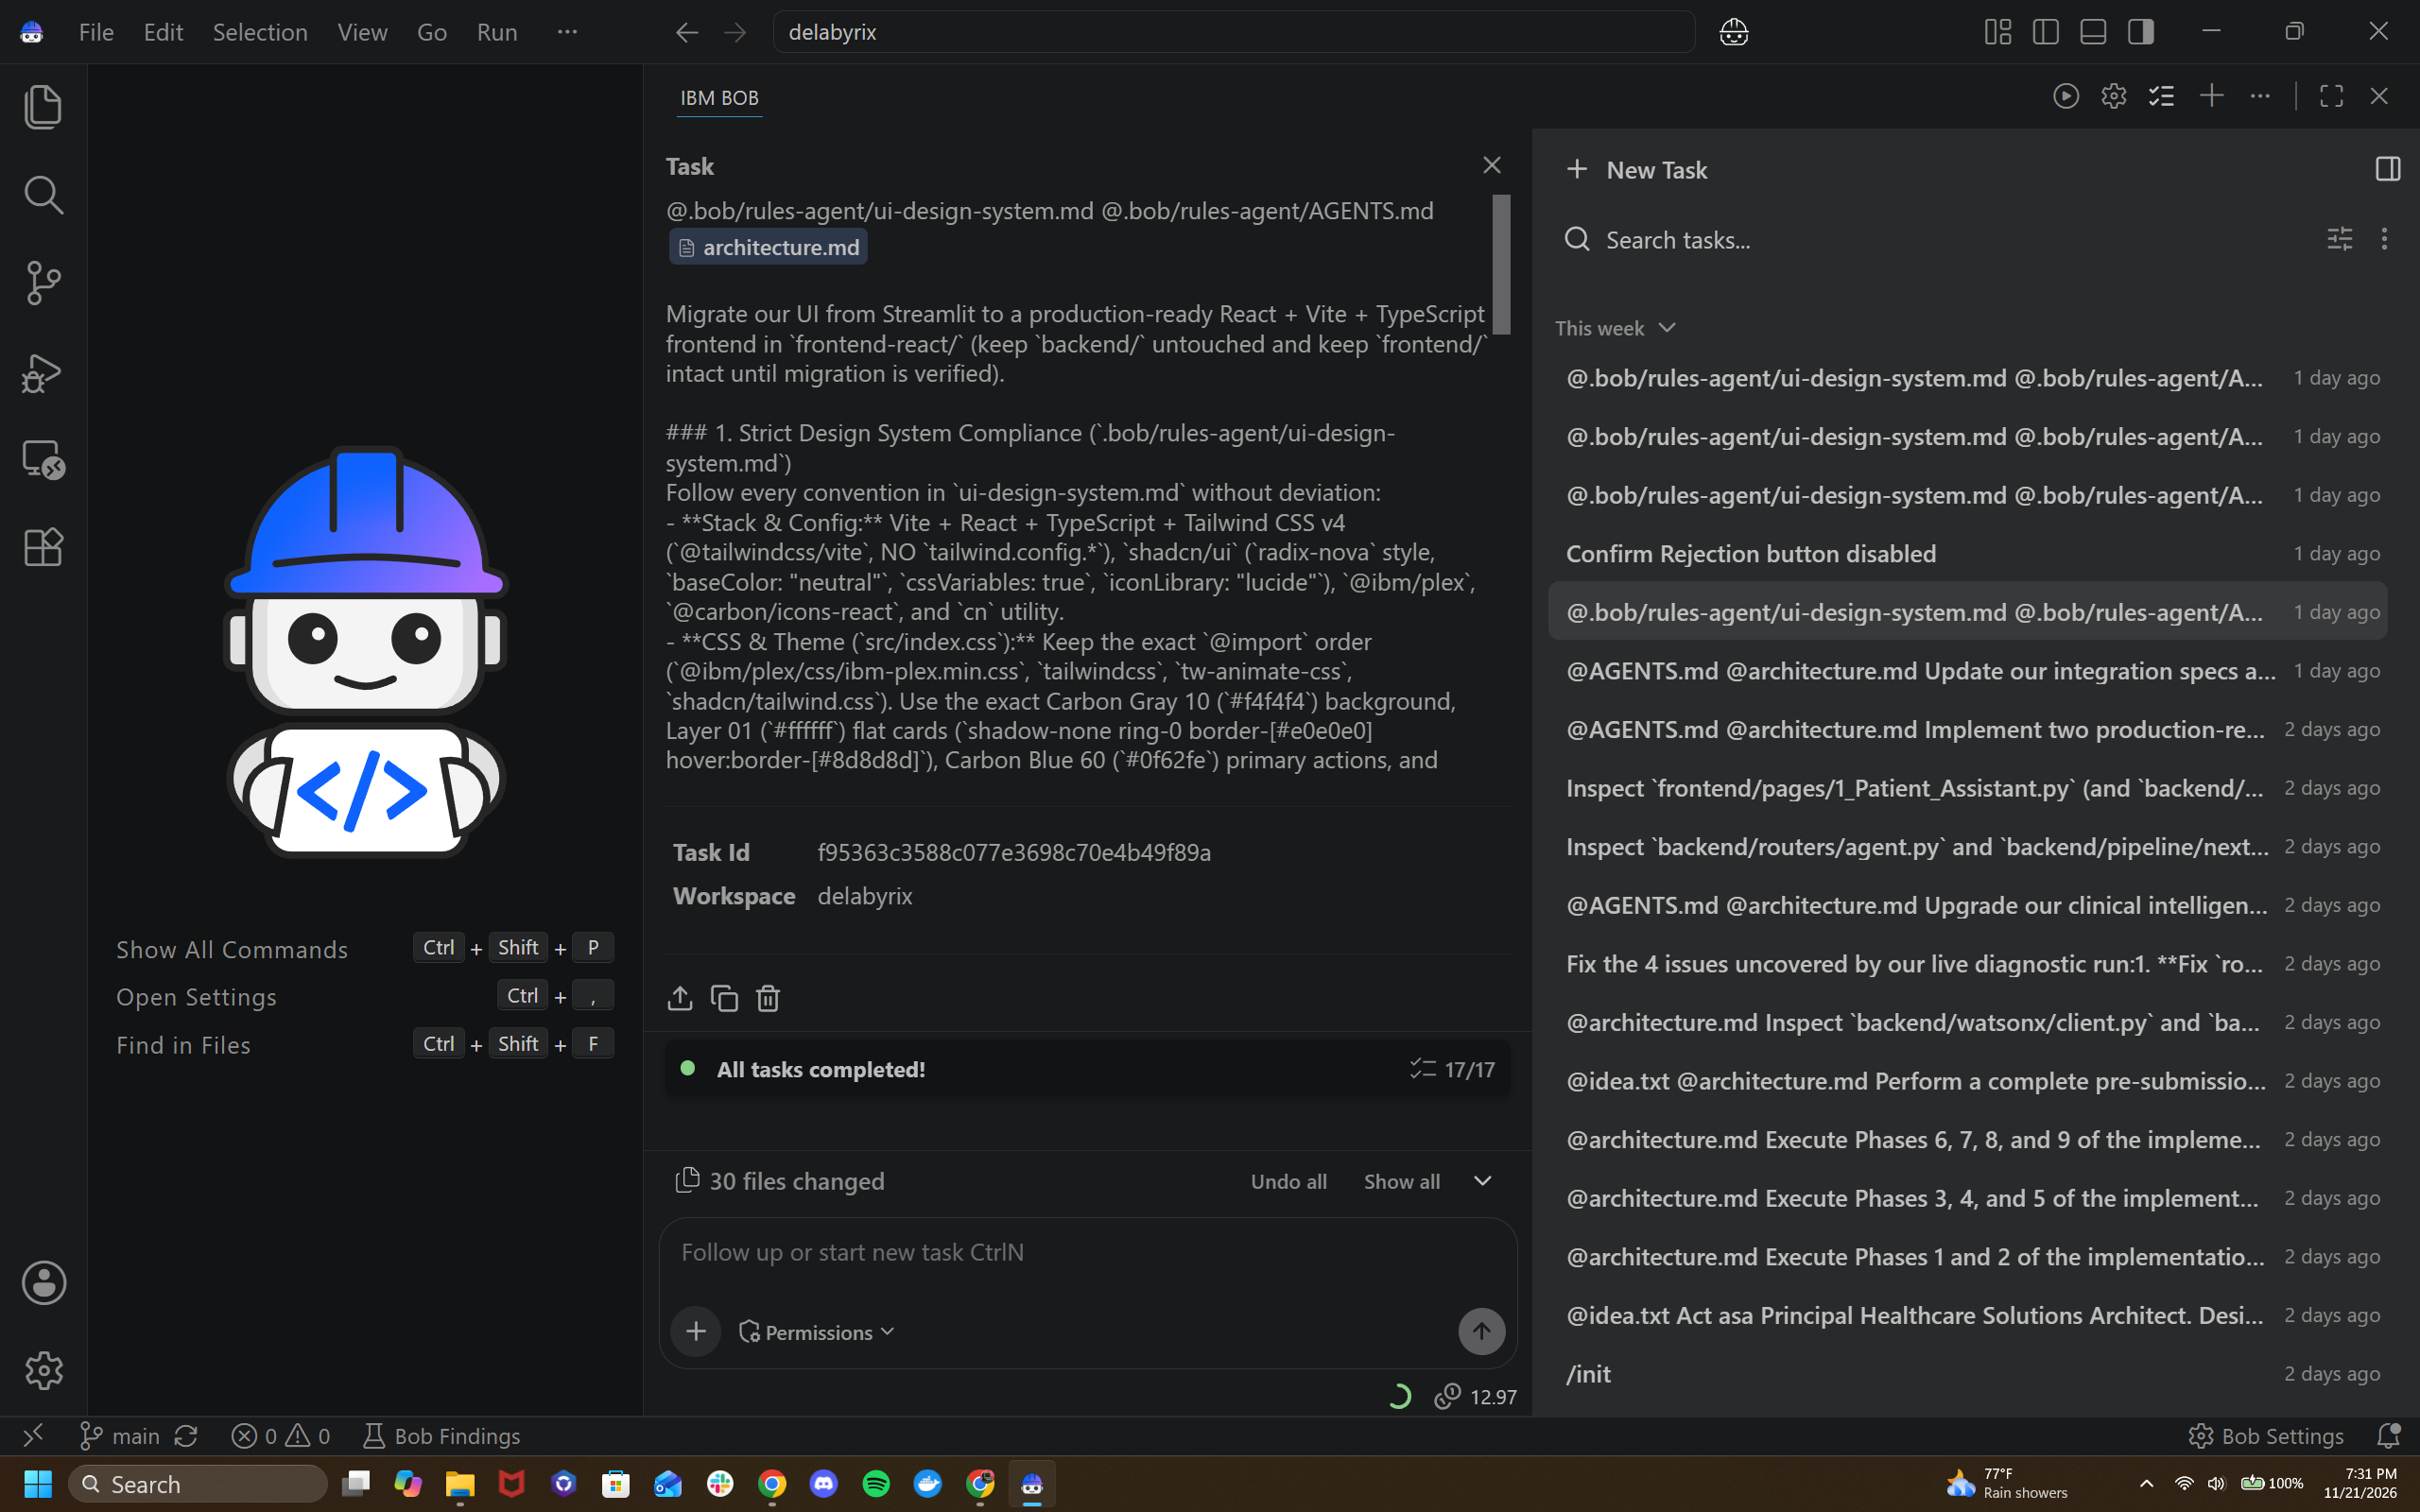 File Edit Selection View Go Run ···
delabyrix
IBM BOB
Task
@.bob/rules-agent/ui-design-system.md @.bob/rules-agent/AGENTS.md
architecture.md
Migrate our UI from Streamlit to a production-ready React + Vite + TypeScript
frontend in `frontend-react/` (keep `backend/` untouched and keep `frontend/`
intact until migration is verified).
### 1. Strict Design System Compliance (`.bob/rules-agent/ui-design-
system.md`)
Follow every convention in `ui-design-system.md` without deviation:
- **Stack & Config:** Vite + React + TypeScript + Tailwind CSS v4
(`@tailwindcss/vite`, NO `tailwind.config.*`), `shadcn/ui` (`radix-nova` style,
`baseColor: "neutral"`, `cssVariables: true`, `iconLibrary: "lucide"`), `@ibm/plex`,
`@carbon/icons-react`, and `cn` utility.
- **CSS & Theme (`src/index.css`):** Keep the exact `@import` order
(`@ibm/plex/css/ibm-plex.min.css`, `tailwindcss`, `tw-animate-css`,
`shadcn/tailwind.css`). Use the exact Carbon Gray 10 (`#f4f4f4`) background,
Layer 01 (`#ffffff`) flat cards (`shadow-none ring-0 border-[#e0e0e0]
hover:border-[#8d8d8d]`), Carbon Blue 60 (`#0f62fe`) primary actions, and
Task Id f95363c3588c077e3698c70e4b49f89a
Workspace delabyrix
All tasks completed! 17/17
30 files changed Undo all Show all
Follow up or start new task CtrlN
Permissions
12.97
New Task
Search tasks...
This week
@.bob/rules-agent/ui-design-system.md @.bob/rules-agent/A... 1 day ago
@.bob/rules-agent/ui-design-system.md @.bob/rules-agent/A... 1 day ago
@.bob/rules-agent/ui-design-system.md @.bob/rules-agent/A... 1 day ago
Confirm Rejection button disabled 1 day ago
@.bob/rules-agent/ui-design-system.md @.bob/rules-agent/A... 1 day ago
@AGENTS.md @architecture.md Update our integration specs a... 1 day ago
@AGENTS.md @architecture.md Implement two production-re... 2 days ago
Inspect `frontend/pages/1_Patient_Assistant.py` (and `backend/... 2 days ago
Inspect `backend/routers/agent.py` and `backend/pipeline/next... 2 days ago
@AGENTS.md @architecture.md Upgrade our clinical intelligen... 2 days ago
Fix the 4 issues uncovered by our live diagnostic run:1. **Fix `ro... 2 days ago
@architecture.md Inspect `backend/watsonx/client.py` and `ba... 2 days ago
@idea.txt @architecture.md Perform a complete pre-submissio... 2 days ago
@architecture.md Execute Phases 6, 7, 8, and 9 of the impleme... 2 days ago
@architecture.md Execute Phases 3, 4, and 5 of the implement... 2 days ago
@architecture.md Execute Phases 1 and 2 of the implementatio... 2 days ago
@idea.txt Act asa Principal Healthcare Solutions Architect. Desi... 2 days ago
/init 2 days ago
</>
Show All Commands Ctrl + Shift + P
Open Settings Ctrl + ,
Find in Files Ctrl + Shift + F
main 0 0 Bob Findings
Bob Settings
Search
77°F
Rain showers
100%
7:31 PM
11/21/2026